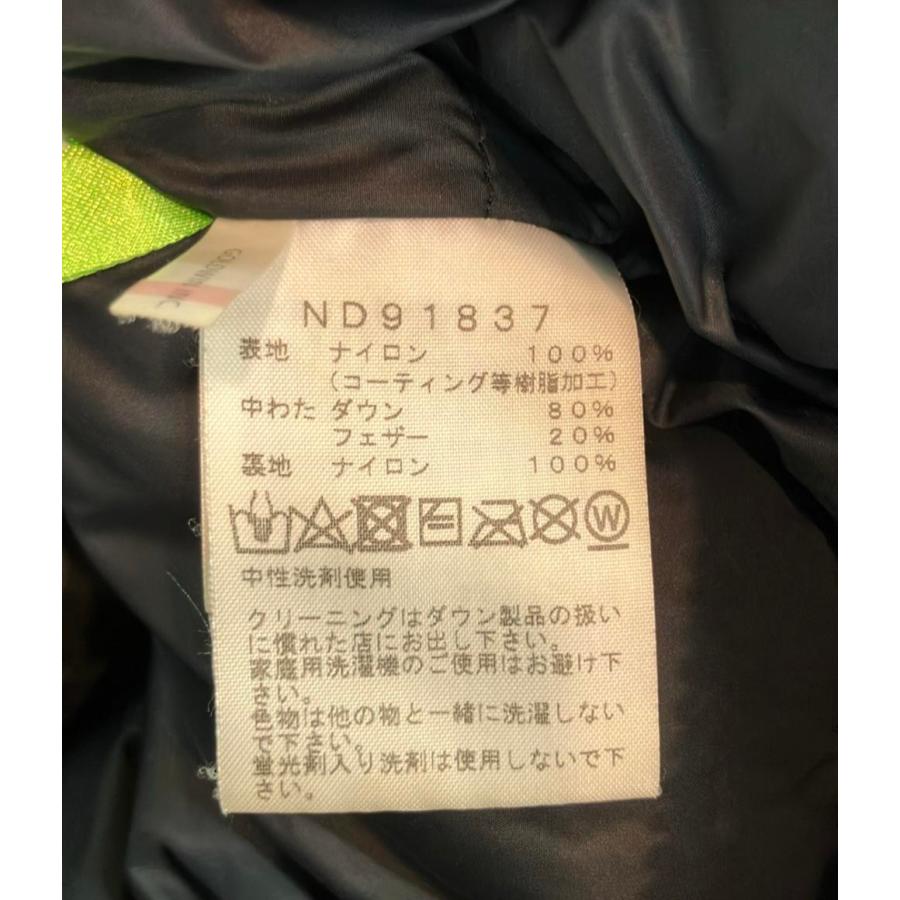 GOLDWIN INC
ND91837
表地 ナイロン 100%
(コーティング等樹脂加工)
中わた ダウン 80%
フェザー 20%
裏地 ナイロン 100%
W
中性洗剤使用
クリーニングはダウン製品の扱い
に慣れた店にお出し下さい。
家庭用洗濯機のご使用はお避け下
さい。
色物は他の物と一緒に洗濯しない
で下さい。
蛍光剤入り洗剤は使用しないで下
さい。